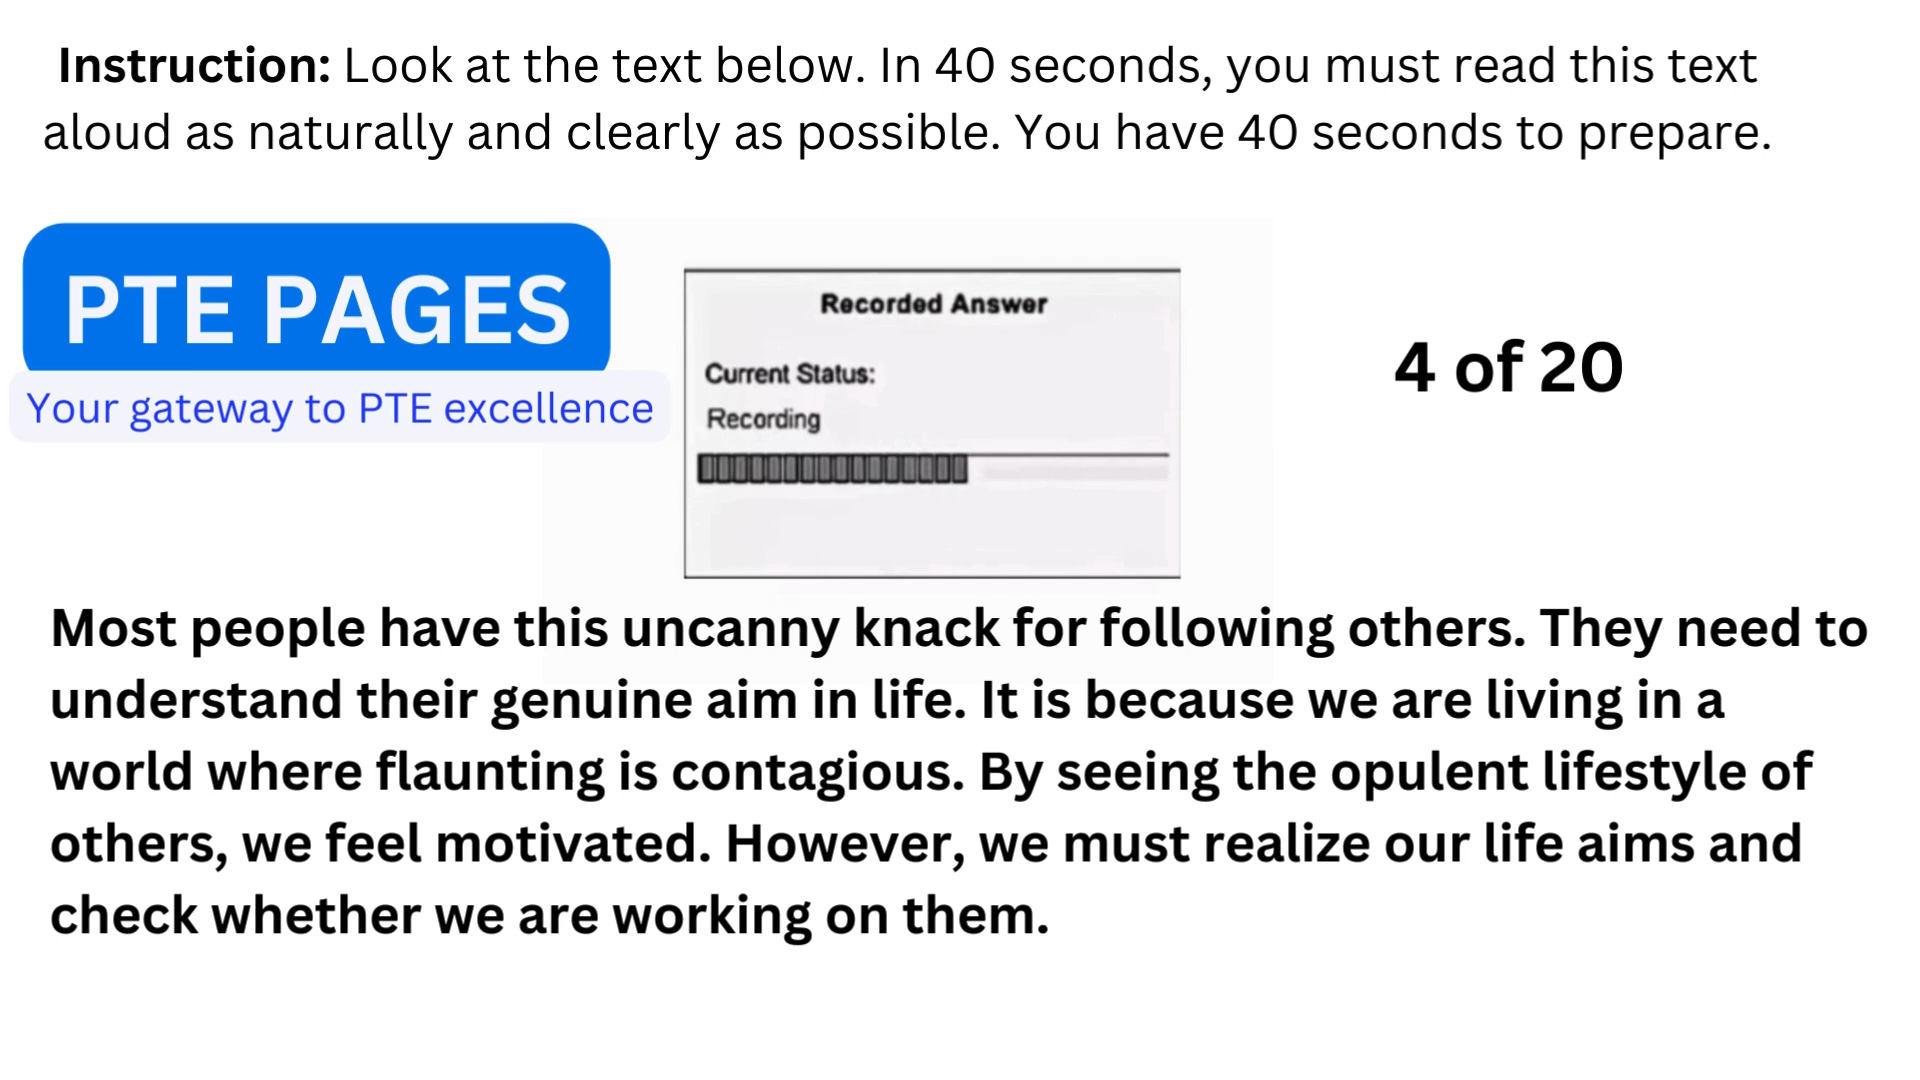 Instruction: Look at the text below. In 40 seconds, you must read this text
aloud as naturally and clearly as possible. You have 40 seconds to prepare.
PTE PAGES
Your gateway to PTE excellence
Recorded Answer
Current Status:
Recording
4 of 20
Most people have this uncanny knack for following others. They need to
understand their genuine aim in life. It is because we are living in a
world where flaunting is contagious. By seeing the opulent lifestyle of
others, we feel motivated. However, we must realize our life aims and
check whether we are working on them.